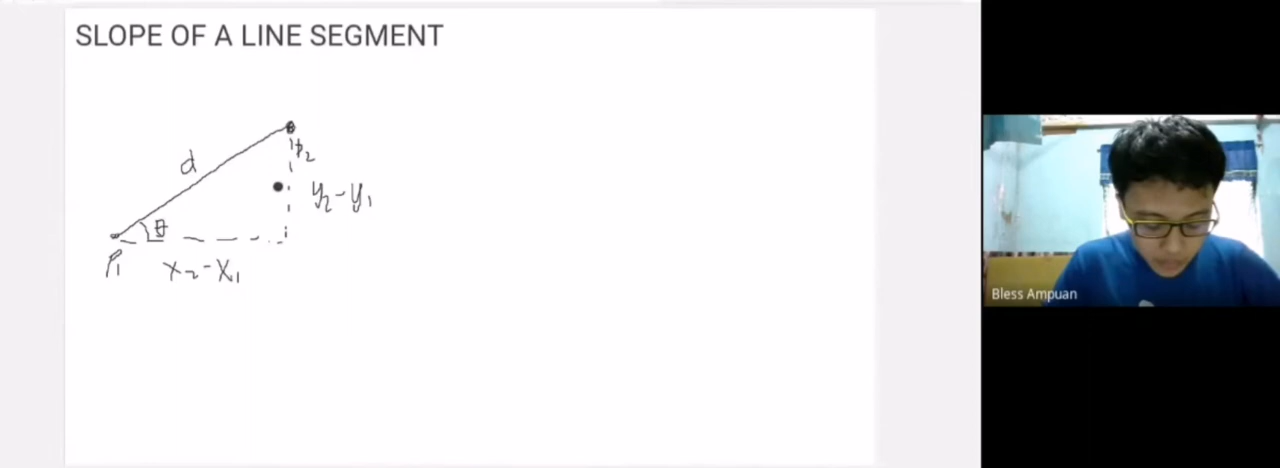 SLOPE OF A LINE SEGMENT
d
P₂
y₂-y₁
θ
P₁
x₂-x₁
Bless Ampuan